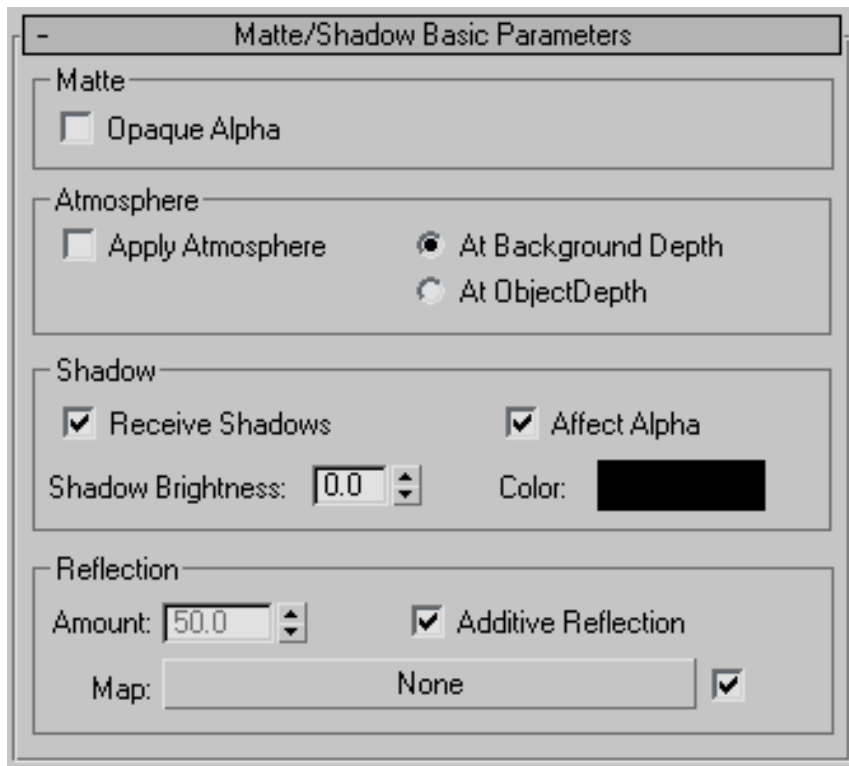 - Matte/Shadow Basic Parameters
Matte
Opaque Alpha
Atmosphere
Apply Atmosphere At Background Depth
At ObjectDepth
Shadow
Receive Shadows Affect Alpha
Shadow Brightness: 0.0 Color:
Reflection
Amount: 50.0 Additive Reflection
Map: None